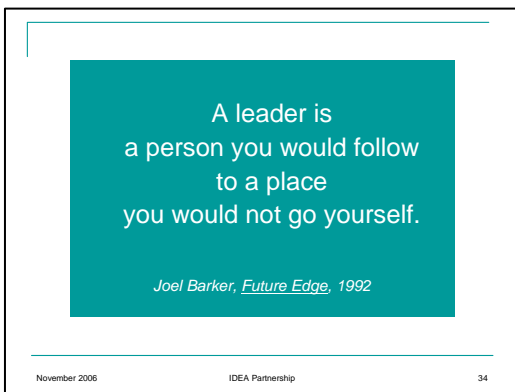 A leader is
a person you would follow
to a place
you would not go yourself.
Joel Barker, Future Edge, 1992
November 2006 IDEA Partnership 34